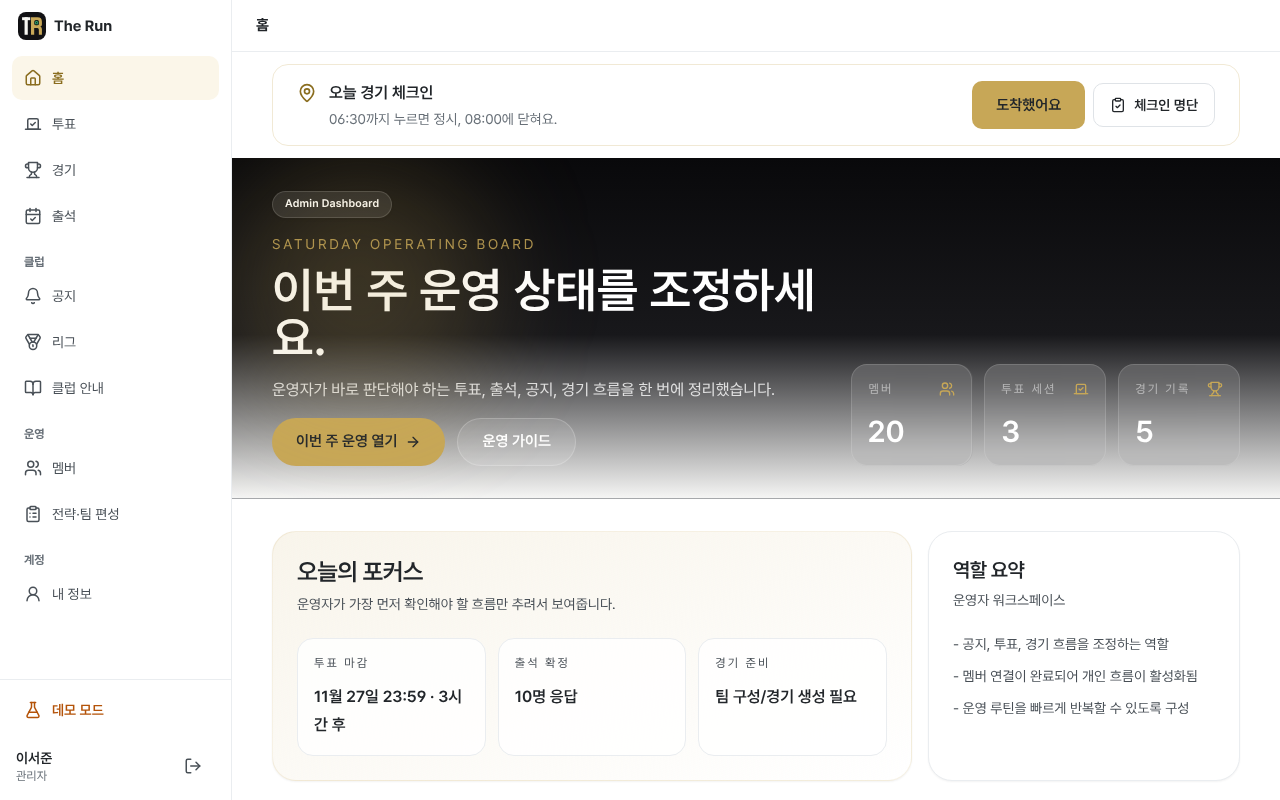 TR The Run
홈
투표
경기
출석
클럽
공지
리그
클럽 안내
운영
멤버
전략·팀 편성
계정
내 정보
데모 모드
이서준
관리자
홈
오늘 경기 체크인
06:30까지 누르면 정시, 08:00에 닫혀요.
도착했어요
체크인 명단
Admin Dashboard
SATURDAY OPERATING BOARD
이번 주 운영 상태를 조정하세
요.
운영자가 바로 판단해야 하는 투표, 출석, 공지, 경기 흐름을 한 번에 정리했습니다.
이번 주 운영 열기
운영 가이드
멤버
20
투표 세션
3
경기 기록
5
오늘의 포커스
운영자가 가장 먼저 확인해야 할 흐름만 추려서 보여줍니다.
투표 마감
11월 27일 23:59 · 3시
간 후
출석 확정
10명 응답
경기 준비
팀 구성/경기 생성 필요
역할 요약
운영자 워크스페이스
- 공지, 투표, 경기 흐름을 조정하는 역할
- 멤버 연결이 완료되어 개인 흐름이 활성화됨
- 운영 루틴을 빠르게 반복할 수 있도록 구성